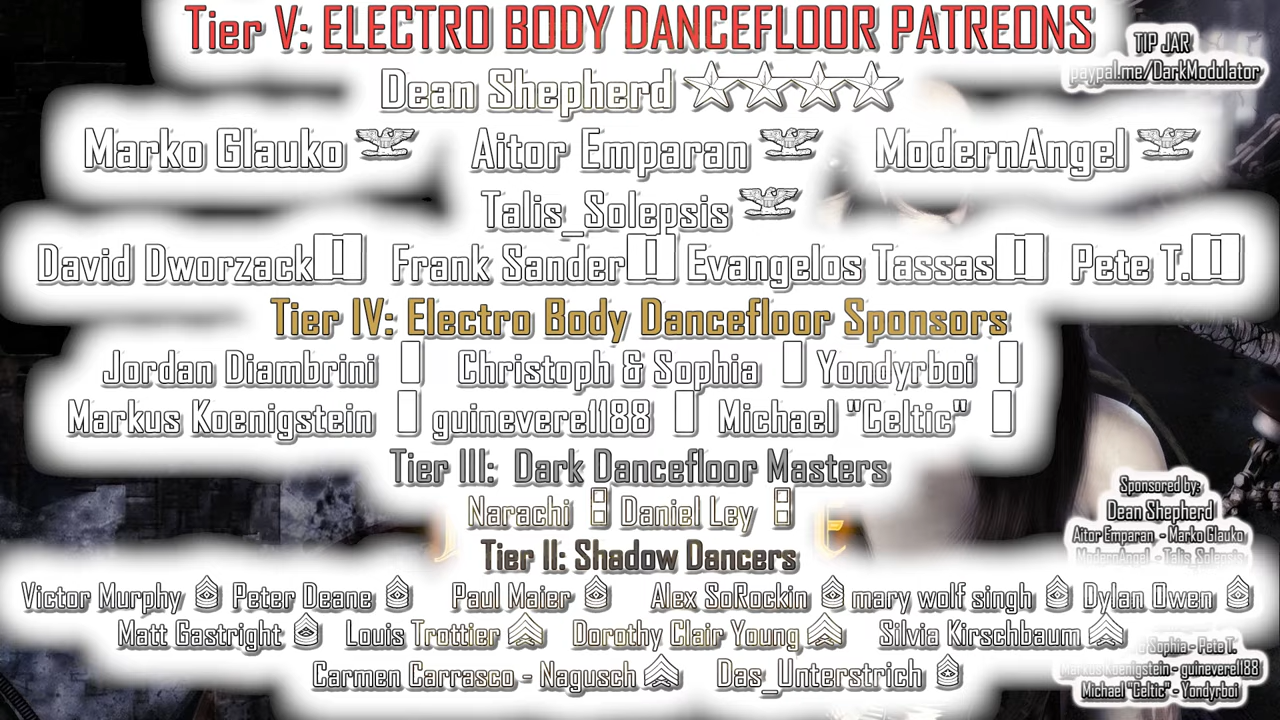 Tier V: ELECTRO BODY DANCEFLOOR PATREONS
TIP JAR
paypal.me/DarkModulator
Dean Shepherd
Marko Glauko Aitor Emparan ModernAngel
Talis_Solepsis
David Dworzack Frank Sander Evangelos Tassas Pete T.
Tier IV: Electro Body Dancefloor Sponsors
Jordan Diambrini Christoph & Sophia Yondyrboi
Markus Koenigstein guinevere1188 Michael "Celtic"
Tier III: Dark Dancefloor Masters
Narachi Daniel Ley
Tier II: Shadow Dancers
Victor Murphy Peter Deane Paul Maier Alex SoRockin mary wolf singh Dylan Owen
Matt Gastright Louis Trottier Dorothy Clair Young Silvia Kirschbaum
Carmen Carrasco - Nagusch Das_Unterstrich
Sponsored by:
Dean Shepherd
Aitor Emparan - Marko Glauko
ModernAngel - Talis_Solepsis
Sophia - Pete T.
Markus Koenigstein - guinevere1188
Michael "Celtic" - Yondyrboi